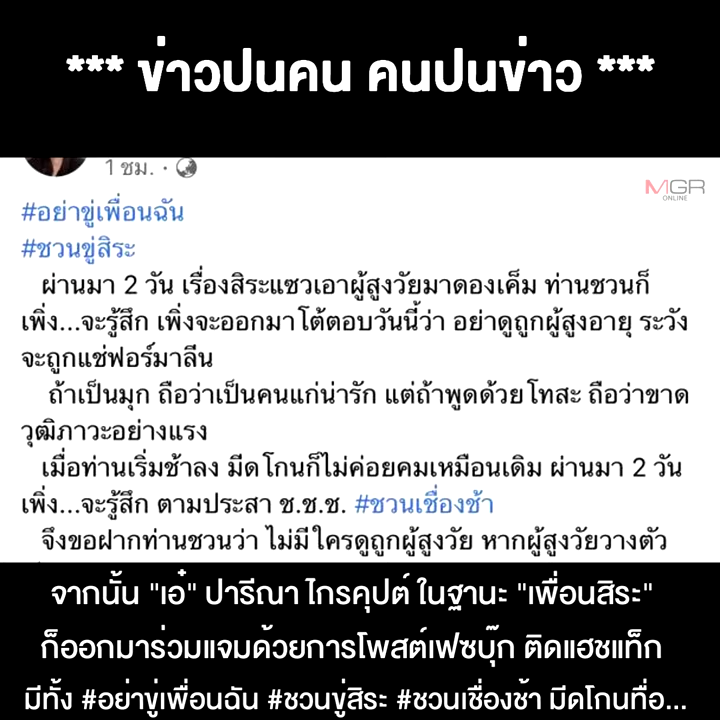 *** ข่าวปนคน คนปนข่าว ***
1 ชม. ·
MGR
ONLINE
#อย่าขู่เพื่อนฉัน
#ชวนขู่สิระ
ผ่านมา 2 วัน เรื่องสิระแซวเอาผู้สูงวัยมาดองเค็ม ท่านชวนก็
เพิ่ง...จะรู้สึก เพิ่งจะออกมาโต้ตอบวันนี้ว่า อย่าดูถูกผู้สูงอายุ ระวัง
จะถูกแช่ฟอร์มาลีน
ถ้าเป็นมุก ถือว่าเป็นคนแก่น่ารัก แต่ถ้าพูดด้วยโทสะ ถือว่าขาด
วุฒิภาวะอย่างแรง
เมื่อท่านเริ่มช้าลง มีดโกนก็ไม่ค่อยคมเหมือนเดิม ผ่านมา 2 วัน
เพิ่ง...จะรู้สึก ตามประสา ช.ช.ช. #ชวนเชื่องช้า
จึงขอฝากท่านชวนว่า ไม่มีใครดูถูกผู้สูงวัย หากผู้สูงวัยวางตัว
จากนั้น "เอ๋" ปารีณา ไกรคุปต์ ในฐานะ "เพื่อนสิระ"
ก็ออกมาร่วมแจมด้วยการโพสต์เฟซบุ๊ก ติดแฮชแท็ก
มีทั้ง #อย่าขู่เพื่อนฉัน #ชวนขู่สิระ #ชวนเชื่องช้า มีดโกนทื่อ...